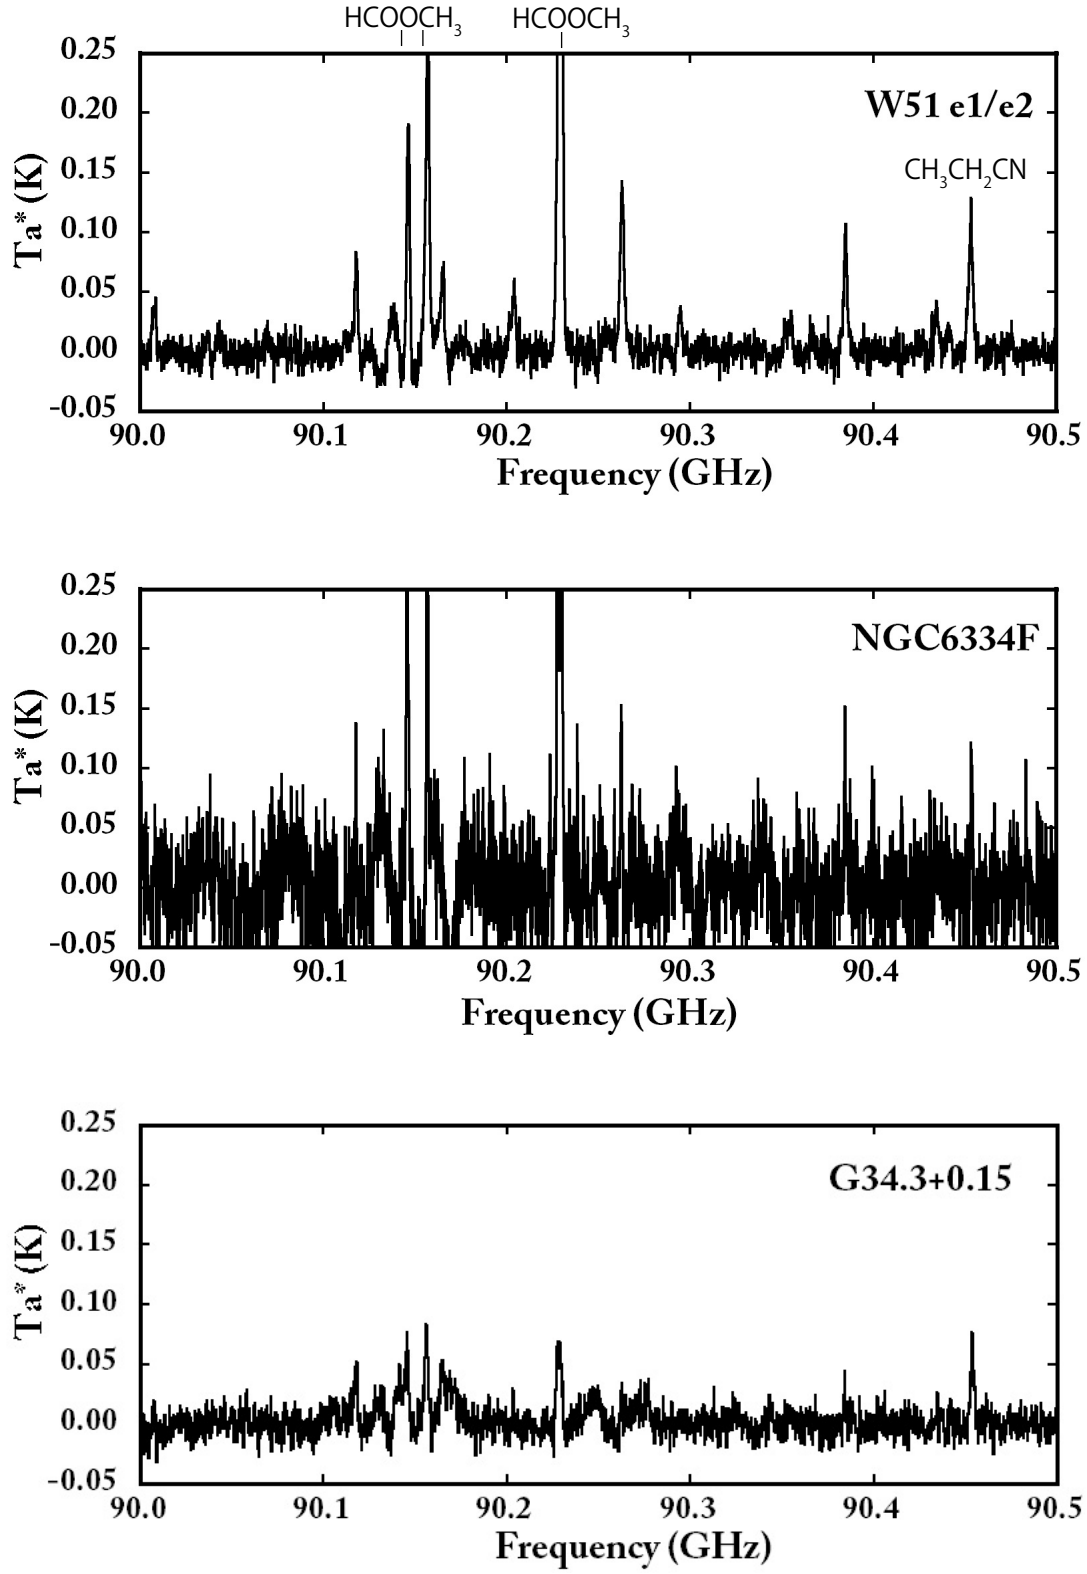 HCOOCH3 HCOOCH3
0.25
0.20
W51 e1/e2
0.15
CH3CH2CN
Ta* (K)
0.10
0.05
0.00
-0.05
90.0 90.1 90.2 90.3 90.4 90.5
Frequency (GHz)
0.25
NGC6334F
0.20
0.15
Ta* (K)
0.10
0.05
0.00
-0.05
90.0 90.1 90.2 90.3 90.4 90.5
Frequency (GHz)
0.25
G34.3+0.15
0.20
0.15
Ta* (K)
0.10
0.05
0.00
-0.05
90.0 90.1 90.2 90.3 90.4 90.5
Frequency (GHz)